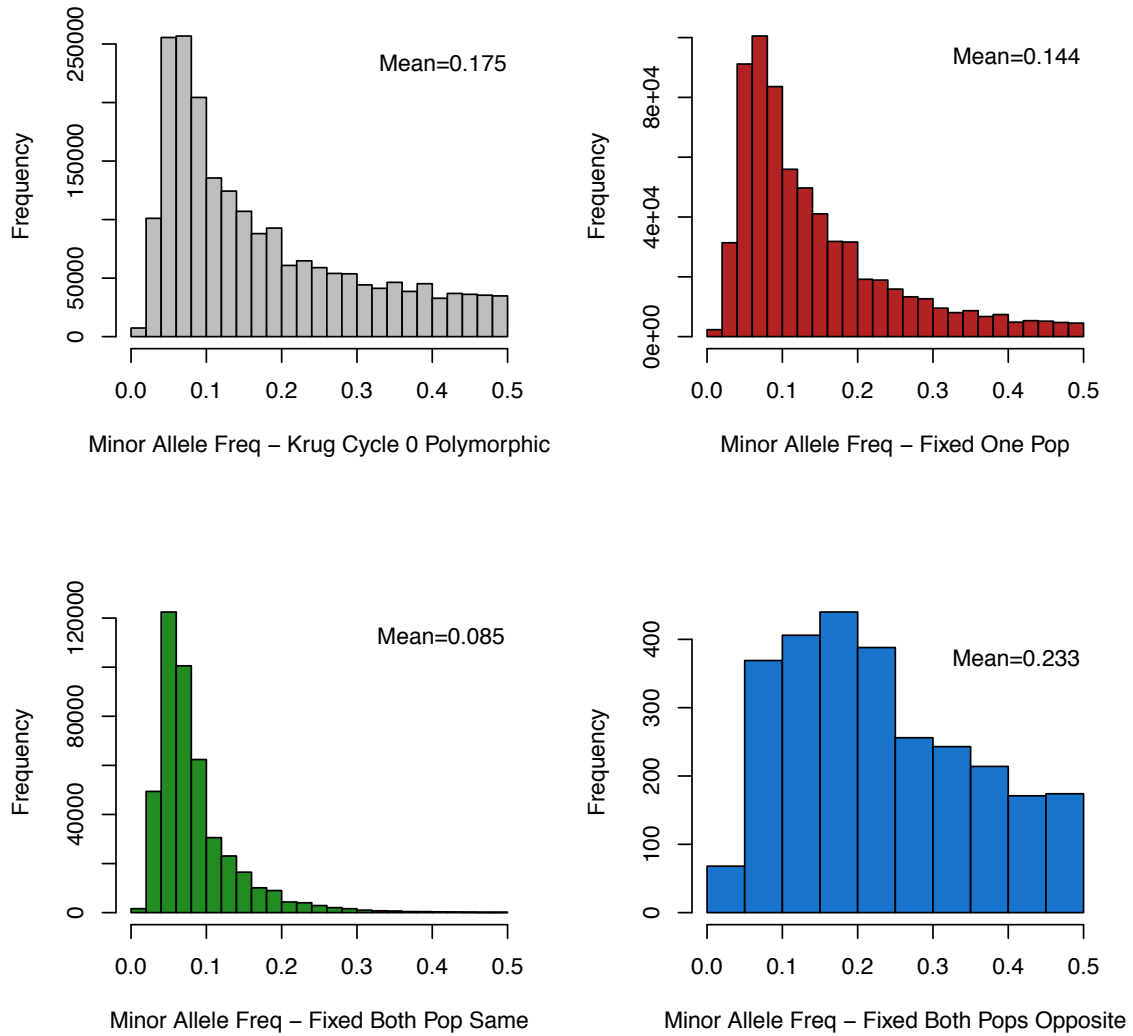 Mean=0.175
Frequency
0
50000
150000
250000
0.0 0.1 0.2 0.3 0.4 0.5
Minor Allele Freq − Krug Cycle 0 Polymorphic
Mean=0.144
Frequency
0e+00
4e+04
8e+04
0.0 0.1 0.2 0.3 0.4 0.5
Minor Allele Freq − Fixed One Pop
Mean=0.085
Frequency
0
40000
80000
120000
0.0 0.1 0.2 0.3 0.4 0.5
Minor Allele Freq − Fixed Both Pop Same
Mean=0.233
Frequency
0
100
200
300
400
0.0 0.1 0.2 0.3 0.4 0.5
Minor Allele Freq − Fixed Both Pops Opposite